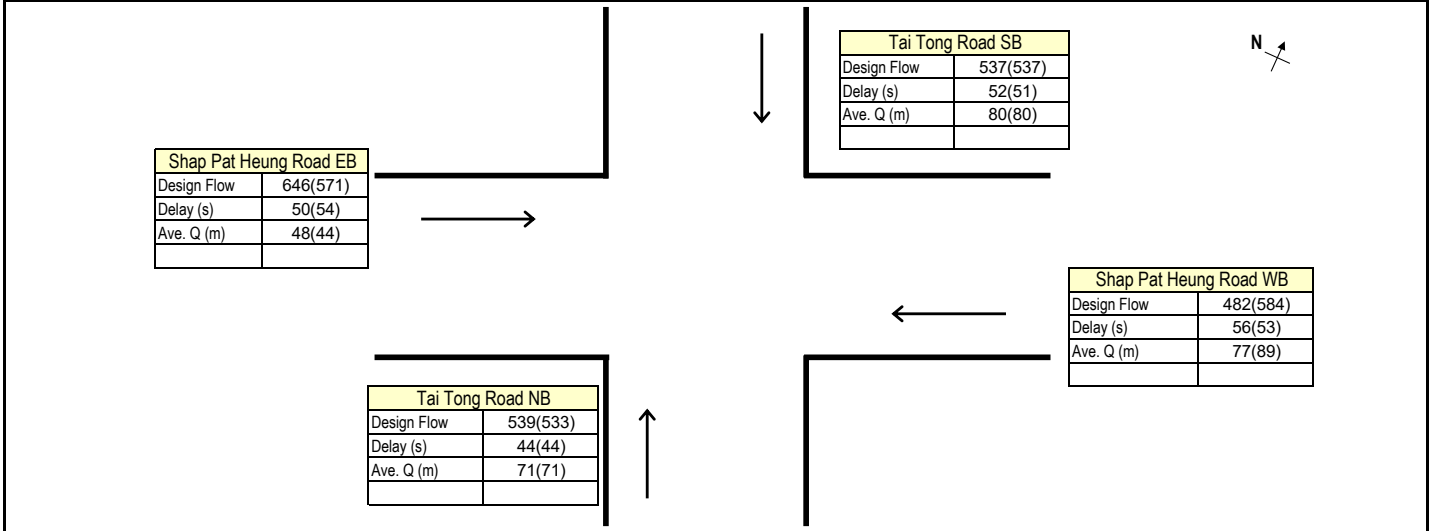 Tai Tong Road SB
Design Flow 537(537)
Delay (s) 52(51)
Ave. Q (m) 80(80)
N
Shap Pat Heung Road EB
Design Flow 646(571)
Delay (s) 50(54)
Ave. Q (m) 48(44)
Shap Pat Heung Road WB
Design Flow 482(584)
Delay (s) 56(53)
Ave. Q (m) 77(89)
Tai Tong Road NB
Design Flow 539(533)
Delay (s) 44(44)
Ave. Q (m) 71(71)